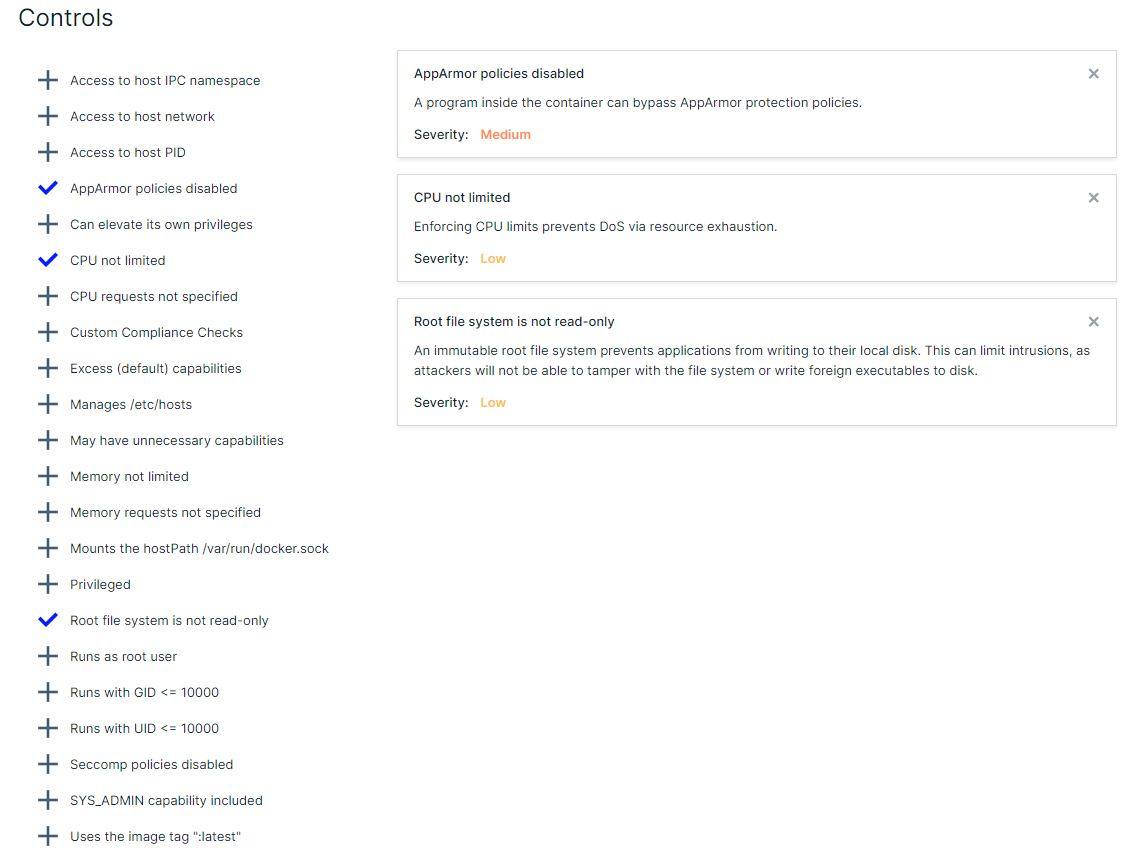 Controls
Access to host IPC namespace
Access to host network
Access to host PID
AppArmor policies disabled
Can elevate its own privileges
CPU not limited
CPU requests not specified
Custom Compliance Checks
Excess (default) capabilities
Manages /etc/hosts
May have unnecessary capabilities
Memory not limited
Memory requests not specified
Mounts the hostPath /var/run/docker.sock
Privileged
Root file system is not read-only
Runs as root user
Runs with GID <= 10000
Runs with UID <= 10000
Seccomp policies disabled
SYS_ADMIN capability included
Uses the image tag ":latest"
AppArmor policies disabled
A program inside the container can bypass AppArmor protection policies.
Severity: Medium
CPU not limited
Enforcing CPU limits prevents DoS via resource exhaustion.
Severity: Low
Root file system is not read-only
An immutable root file system prevents applications from writing to their local disk. This can limit intrusions, as
attackers will not be able to tamper with the file system or write foreign executables to disk.
Severity: Low